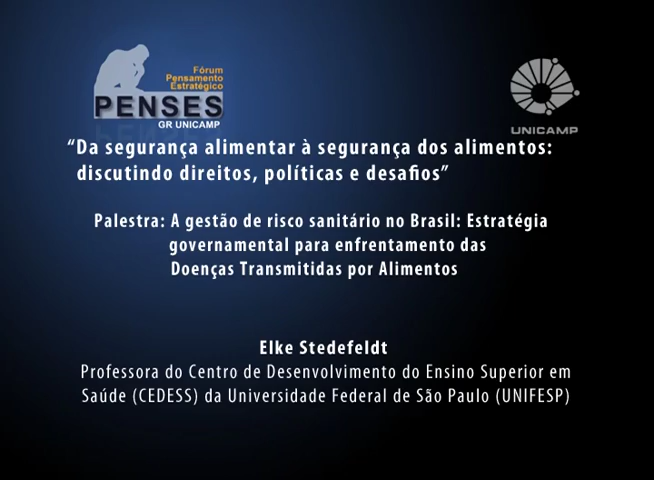 Fórum
Pensamento
Estratégico
PENSES
GR UNICAMP
UNICAMP
“Da segurança alimentar à segurança dos alimentos:
discutindo direitos, políticas e desafios”
Palestra: A gestão de risco sanitário no Brasil: Estratégia
governamental para enfrentamento das
Doenças Transmitidas por Alimentos
Elke Stedefeldt
Professora do Centro de Desenvolvimento do Ensino Superior em
Saúde (CEDESS) da Universidade Federal de São Paulo (UNIFESP)